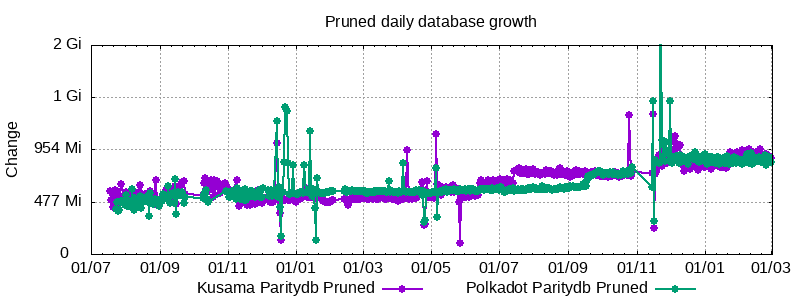 Pruned daily database growth
Change
2 Gi
1 Gi
954 Mi
477 Mi
0
01/07 01/09 01/11 01/01 01/03 01/05 01/07 01/09 01/11 01/01 01/03
Kusama Paritydb Pruned Polkadot Paritydb Pruned